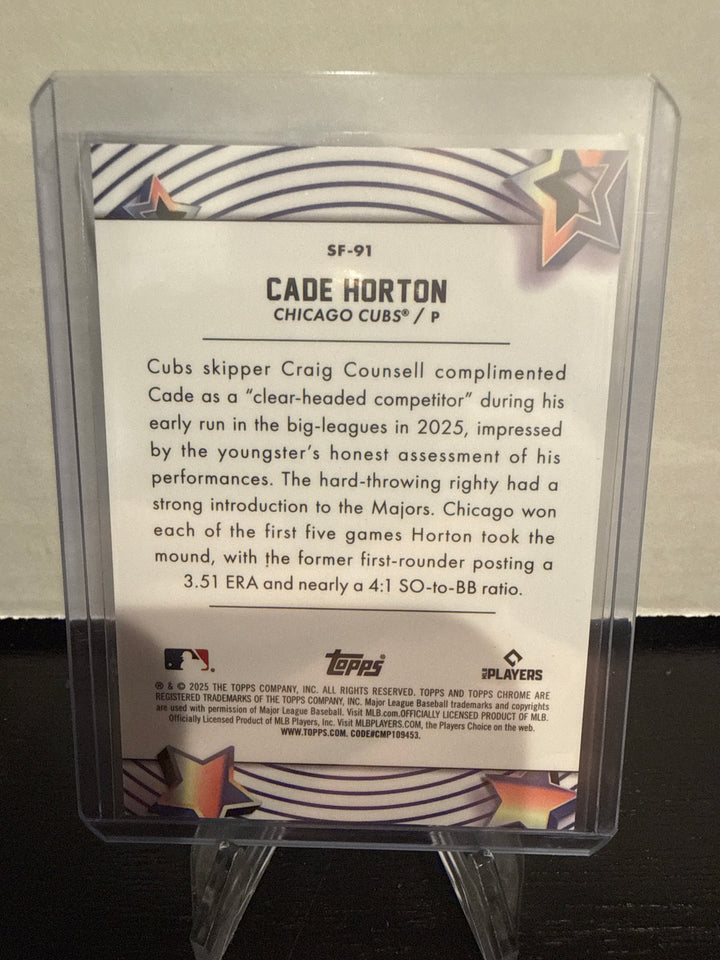 SF-91
CADE HORTON
CHICAGO CUBS® / P
Cubs skipper Craig Counsell complimented
Cade as a “clear-headed competitor” during his
early run in the big-leagues in 2025, impressed
by the youngster’s honest assessment of his
performances. The hard-throwing righty had a
strong introduction to the Majors. Chicago won
each of the first five games Horton took the
mound, with the former first-rounder posting a
3.51 ERA and nearly a 4:1 SO-to-BB ratio.
topps®
MLB PLAYERS
® & © 2025 THE TOPPS COMPANY, INC. ALL RIGHTS RESERVED. TOPPS AND TOPPS CHROME ARE
REGISTERED TRADEMARKS OF THE TOPPS COMPANY, INC. Major League Baseball trademarks and copyrights
are used with permission of Major League Baseball. Visit MLB.com.OFFICIALLY LICENSED PRODUCT OF MLB.
Officially Licensed Product of MLB Players, Inc. Visit MLBPLAYERS.COM, the Players Choice on the web.
WWW.TOPPS.COM. CODE#CMP109453.